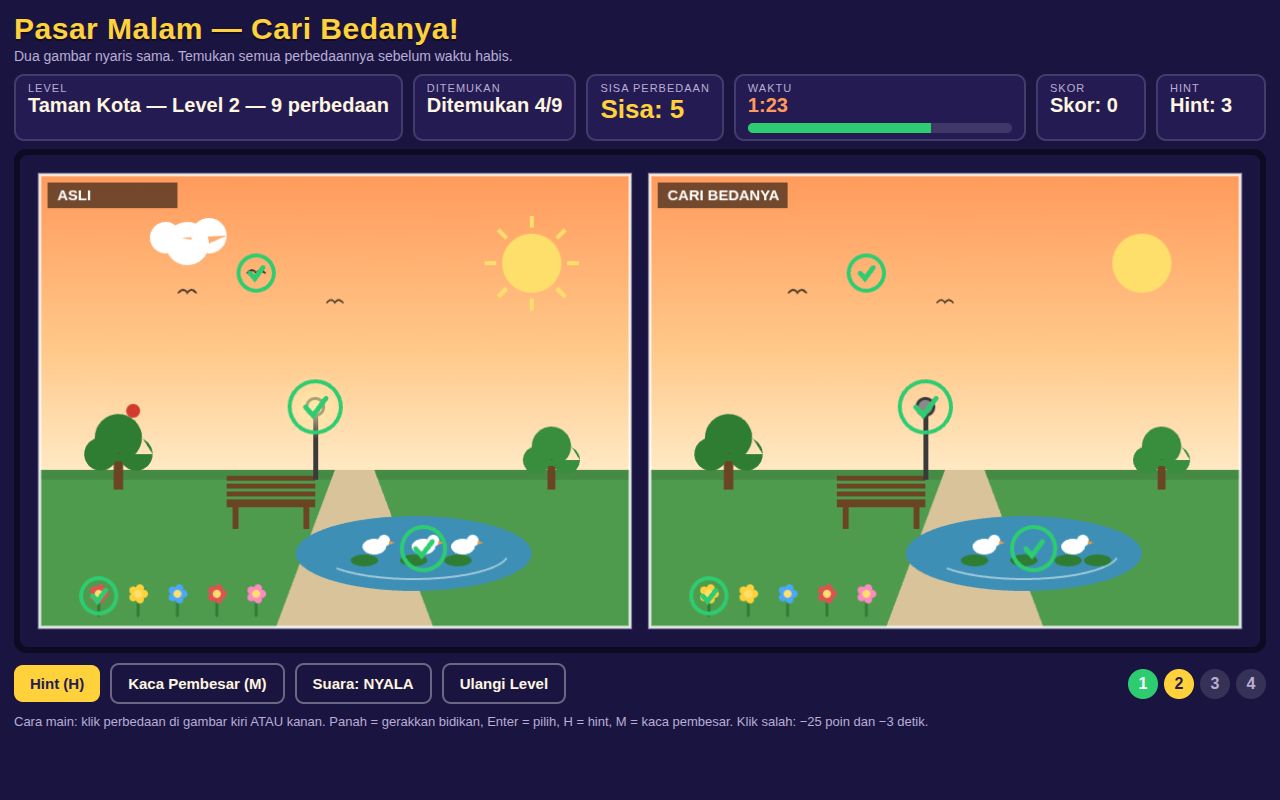 Pasar Malam — Cari Bedanya!
Dua gambar nyaris sama. Temukan semua perbedaannya sebelum waktu habis.
LEVEL
Taman Kota — Level 2 — 9 perbedaan
DITEMUKAN
Ditemukan 4/9
SISA PERBEDAAN
Sisa: 5
WAKTU
1:23
SKOR
Skor: 0
HINT
Hint: 3
ASLI
CARI BEDANYA
Hint (H)
Kaca Pembesar (M)
Suara: NYALA
Ulangi Level
1
2
3
4
Cara main: klik perbedaan di gambar kiri ATAU kanan. Panah = gerakkan bidikan, Enter = pilih, H = hint, M = kaca pembesar. Klik salah: −25 poin dan −3 detik.